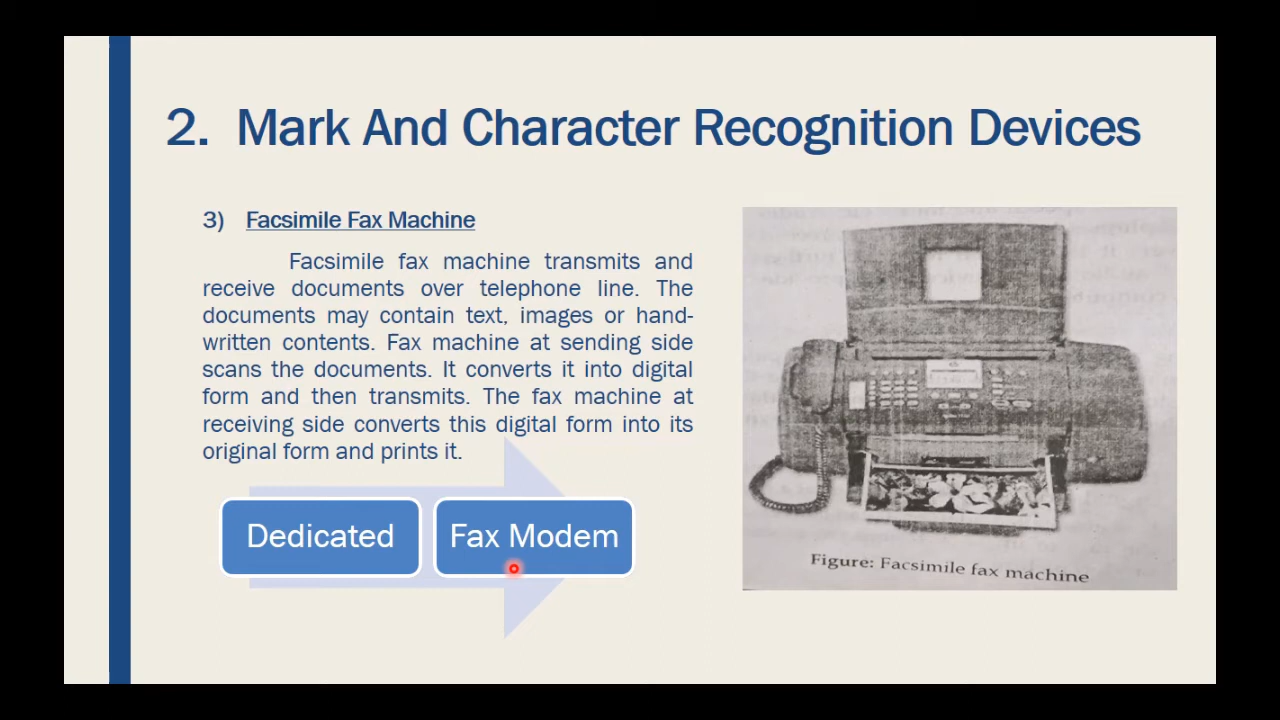 2. Mark And Character Recognition Devices
3) Facsimile Fax Machine
Facsimile fax machine transmits and
receive documents over telephone line. The
documents may contain text, images or hand-
written contents. Fax machine at sending side
scans the documents. It converts it into digital
form and then transmits. The fax machine at
receiving side converts this digital form into its
original form and prints it.
Dedicated
Fax Modem
Figure: Facsimile fax machine